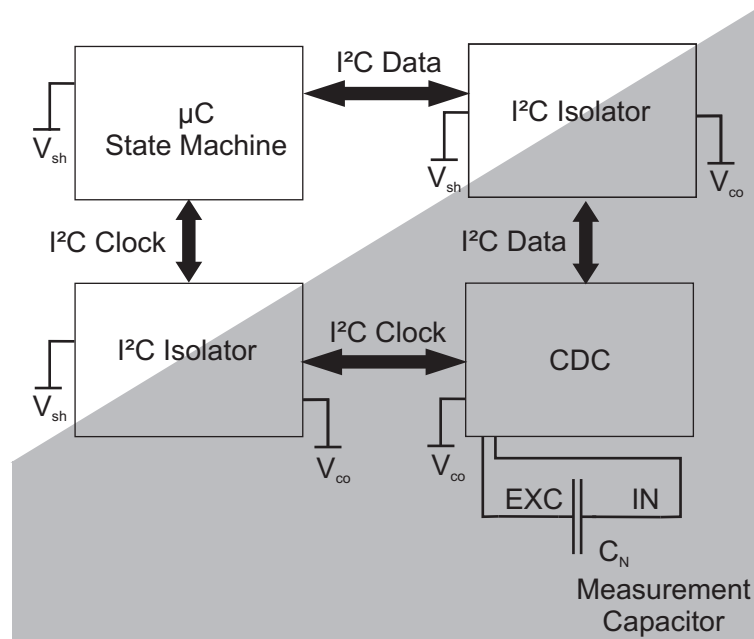 I²C Data
µC
State Machine
I²C Isolator
V_sh
V_sh
V_co
I²C Clock
I²C Data
I²C Isolator
I²C Clock
CDC
V_sh
V_co
V_co
EXC
IN
C_N
Measurement
Capacitor